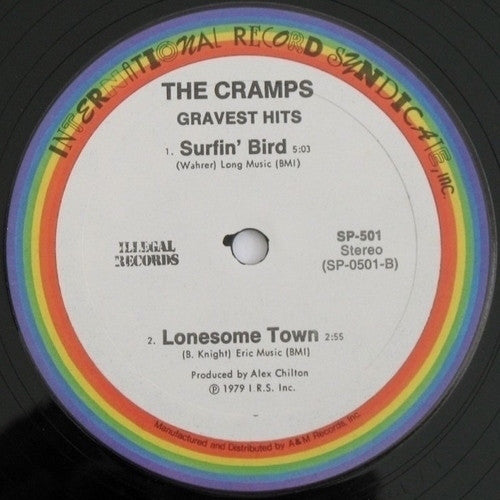 INTERNATIONAL RECORD SYNDICATE, INC.
THE CRAMPS
GRAVEST HITS
1. Surfin' Bird 5:03
(Wahrer) Long Music (BMI)
ILLEGAL
RECORDS
SP-501
Stereo
(SP-0501-B)
2. Lonesome Town 2:55
(B. Knight) Eric Music (BMI)
Produced by Alex Chilton
℗ 1979 I.R.S. Inc.
Manufactured and Distributed by A&M Records, Inc.